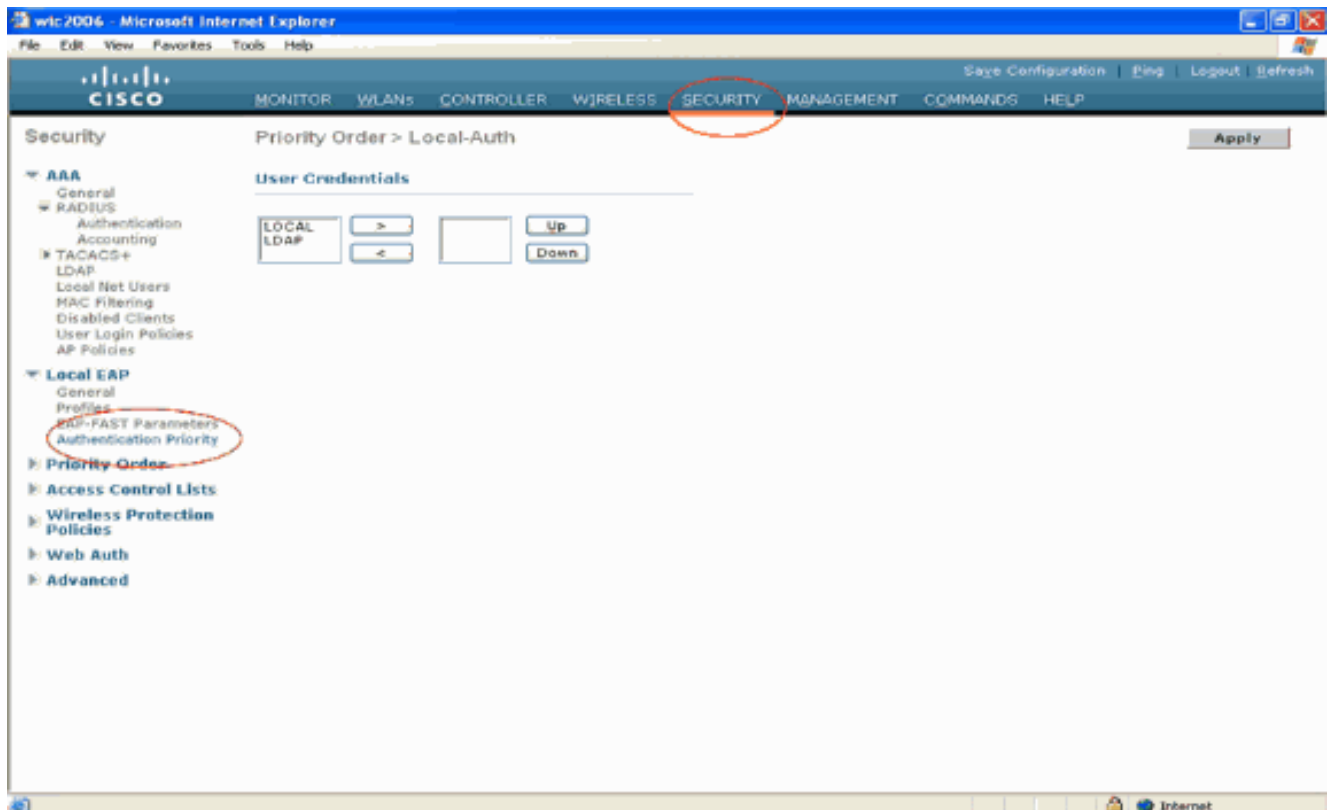 wlc2006 - Microsoft Internet Explorer
File Edit View Favorites Tools Help
Save Configuration | Ping | Logout | Refresh
CISCO
MONITOR WLANs CONTROLLER WIRELESS SECURITY MANAGEMENT COMMANDS HELP
Security
Priority Order > Local-Auth
Apply
AAA
General
RADIUS
Authentication
Accounting
TACACS+
LDAP
Local Net Users
MAC Filtering
Disabled Clients
User Login Policies
AP Policies
Local EAP
General
Profiles
EAP-FAST Parameters
Authentication Priority
Priority Order
Access Control Lists
Wireless Protection
Policies
Web Auth
Advanced
User Credentials
LOCAL
LDAP
>
<
Up
Down
Internet